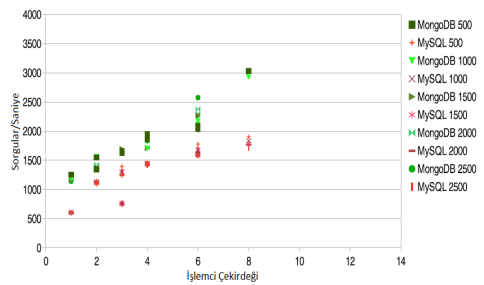 4000
3500
3000
2500
2000
1500
1000
500
0
Sorgular/Saniye
0 2 4 6 8 10 12 14
İşlemci Çekirdeği
MongoDB 500
MySQL 500
MongoDB 1000
MySQL 1000
MongoDB 1500
MySQL 1500
MongoDB 2000
MySQL 2000
MongoDB 2500
MySQL 2500